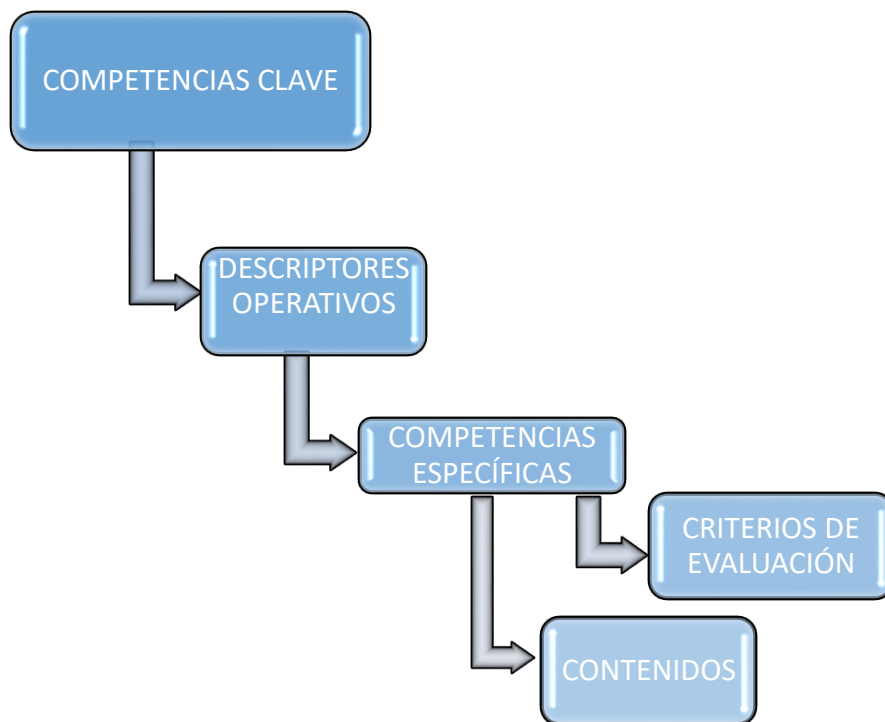 COMPETENCIAS CLAVE
DESCRIPTORES
OPERATIVOS
COMPETENCIAS
ESPECÍFICAS
CRITERIOS DE
EVALUACIÓN
CONTENIDOS